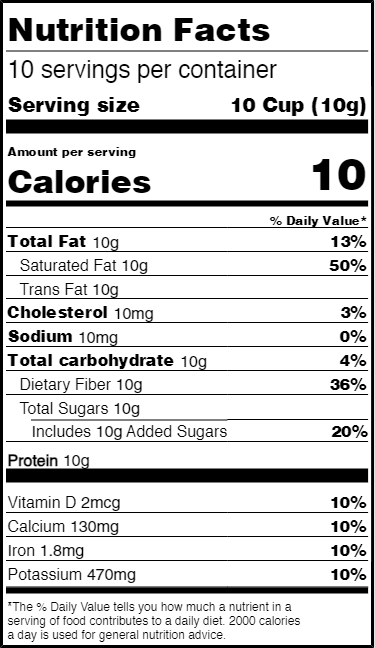 Nutrition Facts
10 servings per container
Serving size 10 Cup (10g)
Amount per serving
Calories 10
% Daily Value*
Total Fat 10g 13%
Saturated Fat 10g 50%
Trans Fat 10g
Cholesterol 10mg 3%
Sodium 10mg 0%
Total carbohydrate 10g 4%
Dietary Fiber 10g 36%
Total Sugars 10g
Includes 10g Added Sugars 20%
Protein 10g
Vitamin D 2mcg 10%
Calcium 130mg 10%
Iron 1.8mg 10%
Potassium 470mg 10%
*The % Daily Value tells you how much a nutrient in a
serving of food contributes to a daily diet. 2000 calories
a day is used for general nutrition advice.